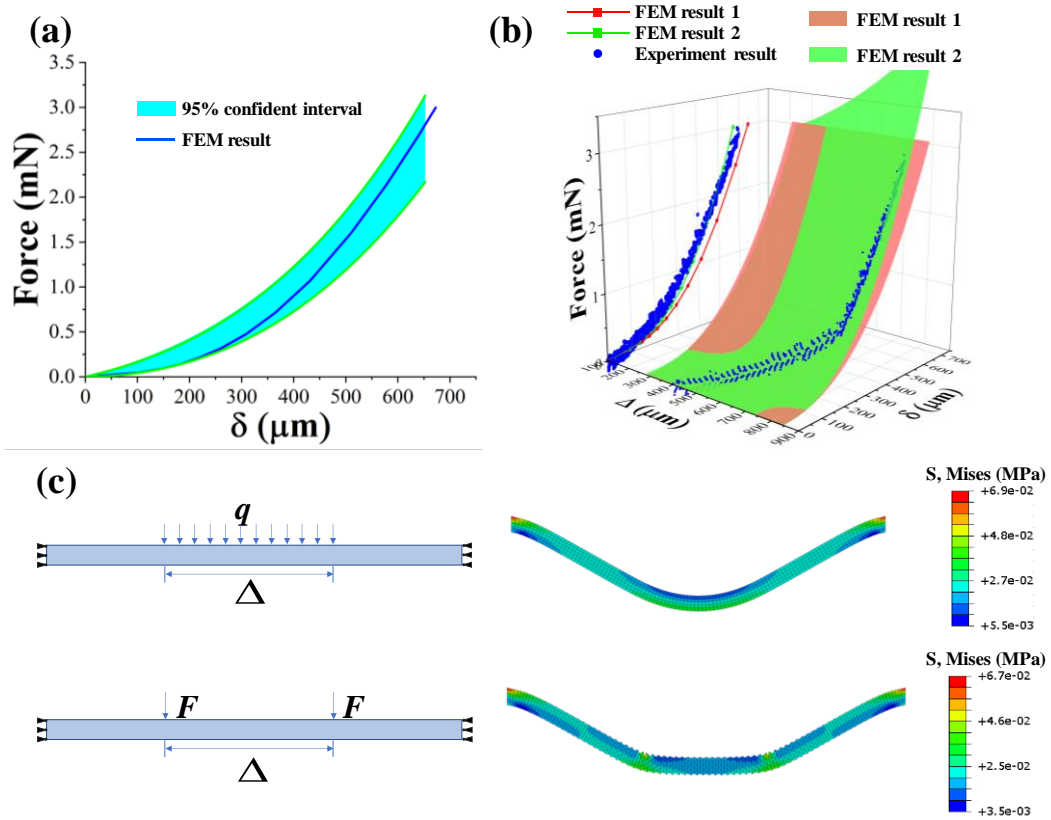 (a)
3.5
3.0
2.5
2.0
1.5
1.0
0.5
0.0
Force (mN)
95% confident interval
FEM result
0 100 200 300 400 500 600 700
δ (μm)
(b)
FEM result 1
FEM result 2
Experiment result
FEM result 1
FEM result 2
Force (mN)
3
2
1
200
300
400
500
600
700
800
900
Δ (μm)
0
100
200
300
400
500
600
700
δ (μm)
(c)
q
Δ
S, Mises (MPa)
+6.9e-02
+4.8e-02
+2.7e-02
+5.5e-03
F F
Δ
S, Mises (MPa)
+6.7e-02
+4.6e-02
+2.5e-02
+3.5e-03